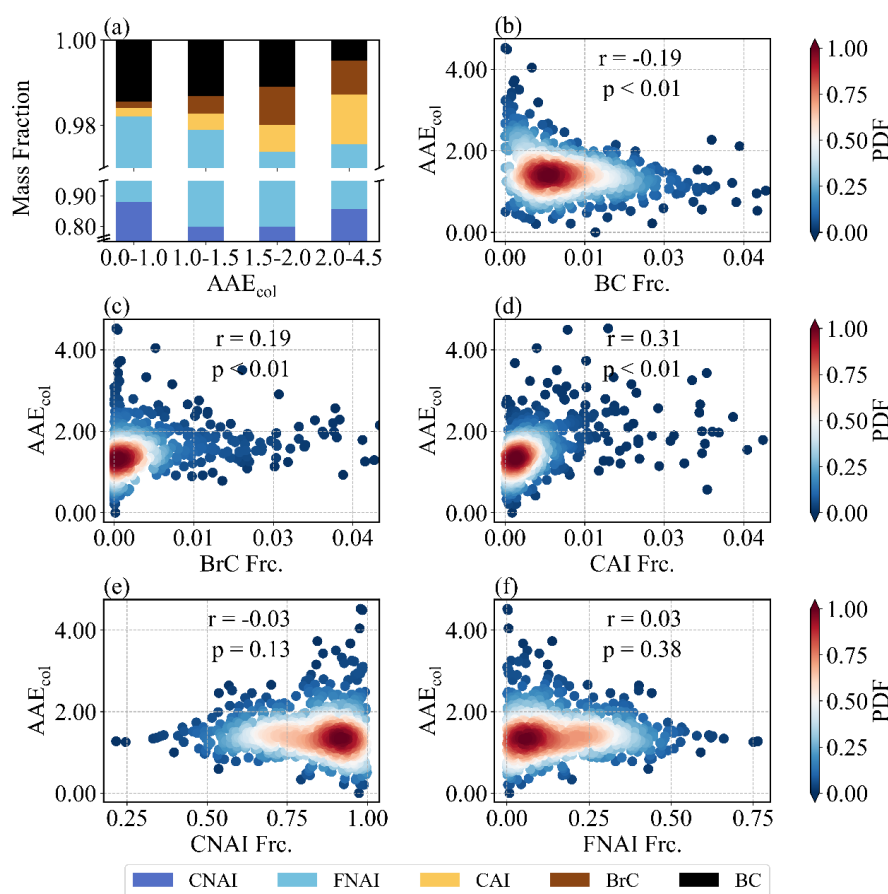 (a)
1.00
0.98
0.90
0.80
Mass Fraction
0.0-1.0 1.0-1.5 1.5-2.0 2.0-4.5
AAEcol
(b)
r = -0.19
p < 0.01
4.00
2.00
0.00
AAEcol
0.00 0.01 0.03 0.04
BC Frc.
1.00
0.75
0.50
0.25
0.00
PDF
(c)
r = 0.19
p < 0.01
4.00
2.00
0.00
AAEcol
0.00 0.01 0.03 0.04
BrC Frc.
(d)
r = 0.31
p < 0.01
4.00
2.00
0.00
AAEcol
0.00 0.01 0.03 0.04
CAI Frc.
1.00
0.75
0.50
0.25
0.00
PDF
(e)
r = -0.03
p = 0.13
4.00
2.00
0.00
AAEcol
0.25 0.50 0.75 1.00
CNAI Frc.
(f)
r = 0.03
p = 0.38
4.00
2.00
0.00
AAEcol
0.00 0.25 0.50 0.75
FNAI Frc.
1.00
0.75
0.50
0.25
0.00
PDF
CNAI FNAI CAI BrC BC